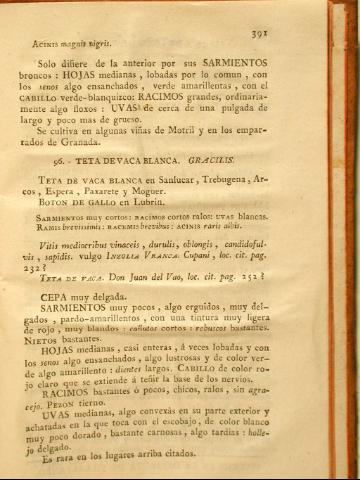 391
ACINIS magnis nigris.
Solo difiere de la anterior por sus SARMIENTOS
broncos : HOJAS medianas , lobadas por lo comun , con
los senos algo ensanchados , verde amarillentas , con el
CABILLO verde-blanquizco: RACIMOS grandes, ordinaria-
mente algo floxos : UVAS de cerca de una pulgada de
largo y poco mas de grueso.
Se cultiva en algunas viñas de Motril y en los empar-
rados de Granada.
96. - TETA DE VACA BLANCA. GRACILIS.
TETA DE VACA BLANCA en Sanlucar, Trebugena, Ar-
cos , Espera , Paxarete y Moguer.
BOTON DE GALLO en Lubrin.
SARMIENTOS muy cortos: RACIMOS cortos ralos: UVAS blancas.
RAMIS brevissimis : RACEMIS brevibus : ACINIS raris albis.
Vitis mediocribus vinaceis , durulis, oblongis, candidoful-
vis , sapidis. vulgo INZOLIA VRANCA. Cupani , loc. cit. pag.
232 ?
TETA DE VACA. Don Juan del Vao, loc. cit. pag. 252 ?
CEPA muy delgada.
SARMIENTOS muy pocos , algo erguidos , muy del-
gados , pardo-amarillentos , con una tintura muy ligera
de rojo , muy blandos : cañutos cortos : rebuscos bastantes.
NIETOS bastantes.
HOJAS medianas , casi enteras , á veces lobadas y con
los senos algo ensanchados , algo lustrosas y de color ver-
de algo amarillento : dientes largos. CABILLO de color ro-
jo claro que se extiende á teñir la base de los nervios.
RACIMOS bastantes ó pocos, chicos, ralos , sin agra-
cejo. PEZON tierno.
UVAS medianas, algo convexâs en su parte exterior y
achatadas en la que toca con el escobajo, de color blanco
muy poco dorado , bastante carnosas, algo tardias : holle-
jo delgado.
Es rara en los lugares arriba citados.